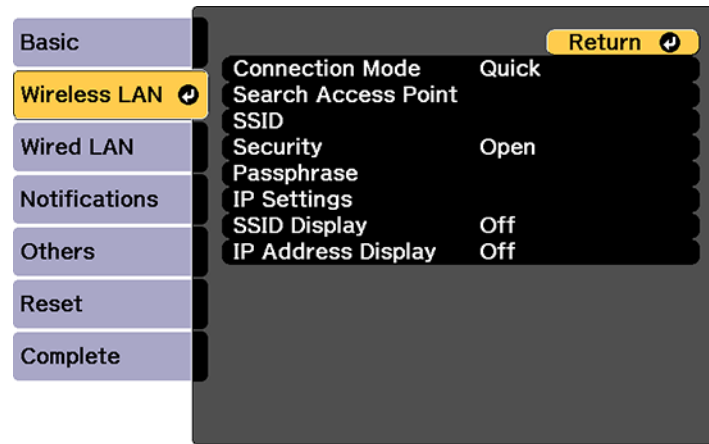 Basic
Wireless LAN
Wired LAN
Notifications
Others
Reset
Complete
Return
Connection Mode Quick
Search Access Point
SSID
Security Open
Passphrase
IP Settings
SSID Display Off
IP Address Display Off